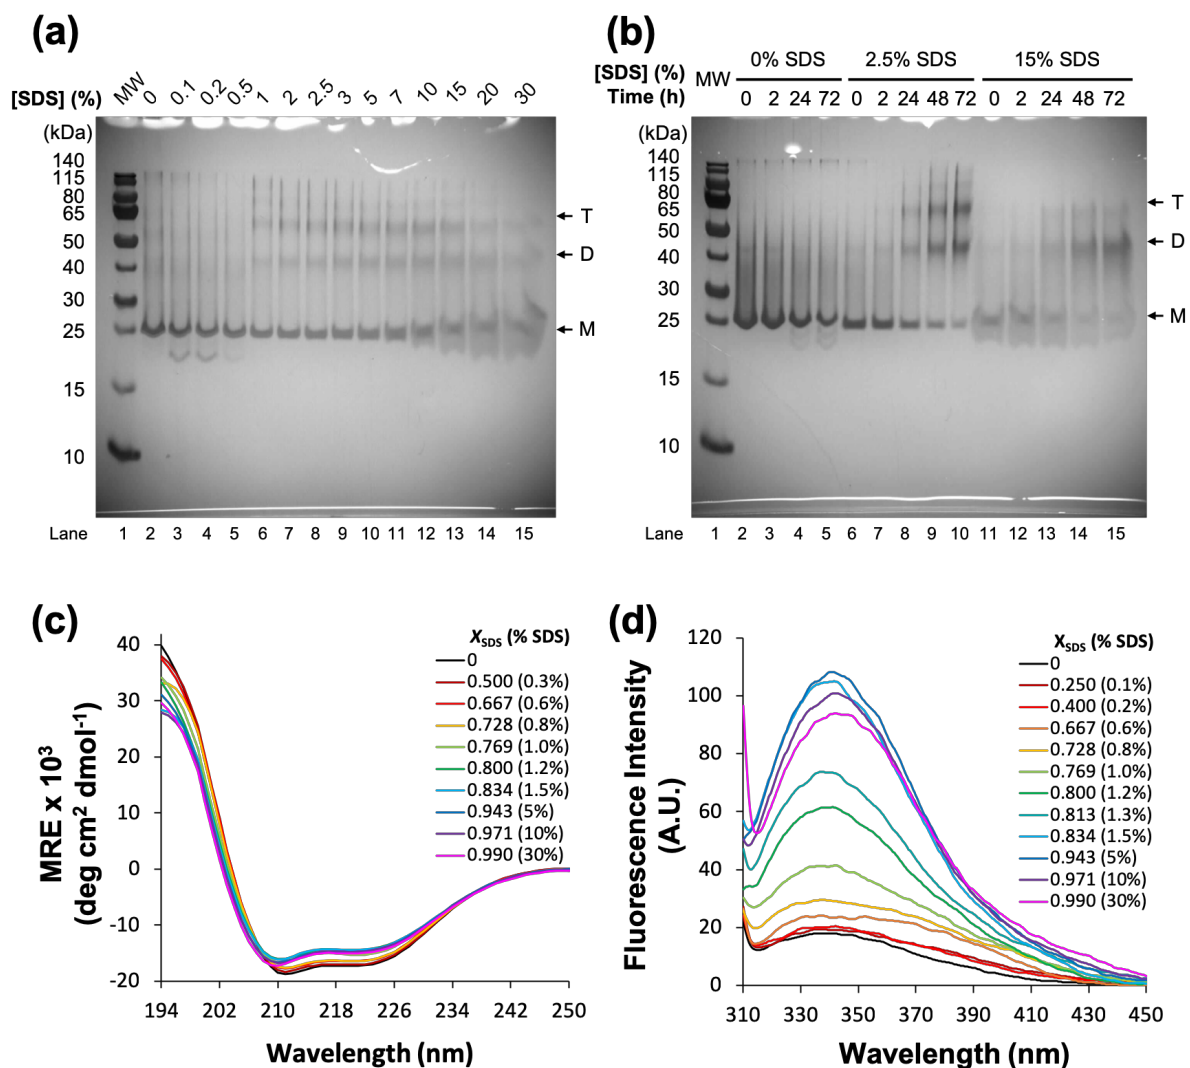 (a)
[SDS] (%) MW 0 0.1 0.2 0.5 1 2 2.5 3 5 7 10 15 20 30
(kDa)
140
115
80
65
50
40
30
25
15
10
T
D
M
Lane 1 2 3 4 5 6 7 8 9 10 11 12 13 14 15
(b)
0% SDS 2.5% SDS 15% SDS
[SDS] (%) MW
Time (h) 0 2 24 72 0 2 24 48 72 0 2 24 48 72
(kDa)
140
115
80
65
50
40
30
25
15
10
T
D
M
Lane 1 2 3 4 5 6 7 8 9 10 11 12 13 14 15
(c)
XSDS (% SDS)
0
0.500 (0.3%)
0.667 (0.6%)
0.728 (0.8%)
0.769 (1.0%)
0.800 (1.2%)
0.834 (1.5%)
0.943 (5%)
0.971 (10%)
0.990 (30%)
MRE x 10³
(deg cm² dmol⁻¹)
40
30
20
10
0
-10
-20
194 202 210 218 226 234 242 250
Wavelength (nm)
(d)
XSDS (% SDS)
0
0.250 (0.1%)
0.400 (0.2%)
0.667 (0.6%)
0.728 (0.8%)
0.769 (1.0%)
0.800 (1.2%)
0.813 (1.3%)
0.834 (1.5%)
0.943 (5%)
0.971 (10%)
0.990 (30%)
Fluorescence Intensity
(A.U.)
120
100
80
60
40
20
0
310 330 350 370 390 410 430 450
Wavelength (nm)